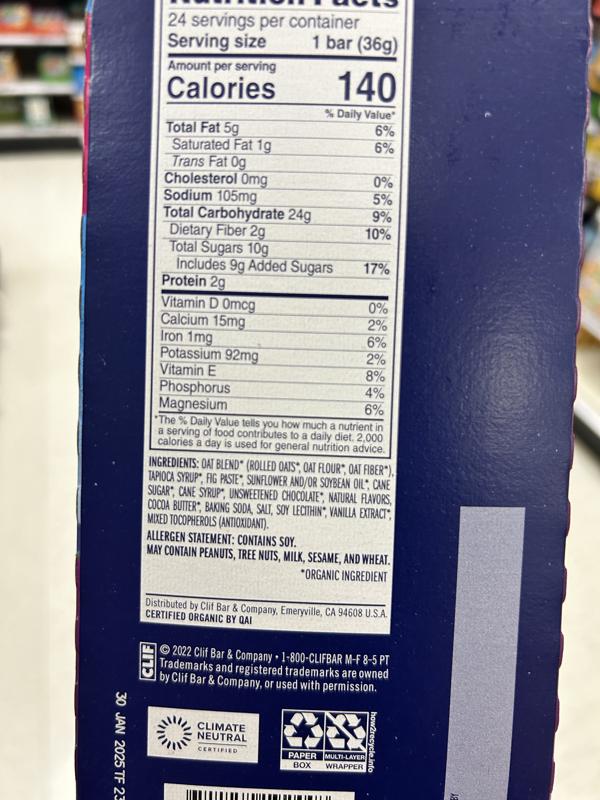 Nutrition Facts
24 servings per container
Serving size 1 bar (36g)
Amount per serving
Calories 140
% Daily Value*
Total Fat 5g 6%
Saturated Fat 1g 6%
Trans Fat 0g
Cholesterol 0mg 0%
Sodium 105mg 5%
Total Carbohydrate 24g 9%
Dietary Fiber 2g 10%
Total Sugars 10g
Includes 9g Added Sugars 17%
Protein 2g
Vitamin D 0mcg 0%
Calcium 15mg 2%
Iron 1mg 6%
Potassium 92mg 2%
Vitamin E 8%
Phosphorus 4%
Magnesium 6%
*The % Daily Value tells you how much a nutrient in
a serving of food contributes to a daily diet. 2,000
calories a day is used for general nutrition advice.
INGREDIENTS: OAT BLEND* (ROLLED OATS*, OAT FLOUR*, OAT FIBER*),
TAPIOCA SYRUP*, FIG PASTE*, SUNFLOWER AND/OR SOYBEAN OIL*, CANE
SUGAR*, CANE SYRUP*, UNSWEETENED CHOCOLATE*, NATURAL FLAVORS,
COCOA BUTTER*, BAKING SODA, SALT, SOY LECITHIN*, VANILLA EXTRACT*,
MIXED TOCOPHEROLS (ANTIOXIDANT).
ALLERGEN STATEMENT: CONTAINS SOY.
MAY CONTAIN PEANUTS, TREE NUTS, MILK, SESAME, AND WHEAT.
*ORGANIC INGREDIENT
Distributed by Clif Bar & Company, Emeryville, CA 94608 U.S.A.
CERTIFIED ORGANIC BY QAI
CLIF
© 2022 Clif Bar & Company • 1-800-CLIFBAR M-F 8-5 PT
Trademarks and registered trademarks are owned
by Clif Bar & Company, or used with permission.
30 JAN 2025TF 23
CLIMATE
NEUTRAL
CERTIFIED
PAPER
BOX
MULTI-LAYER
WRAPPER
how2recycle.info